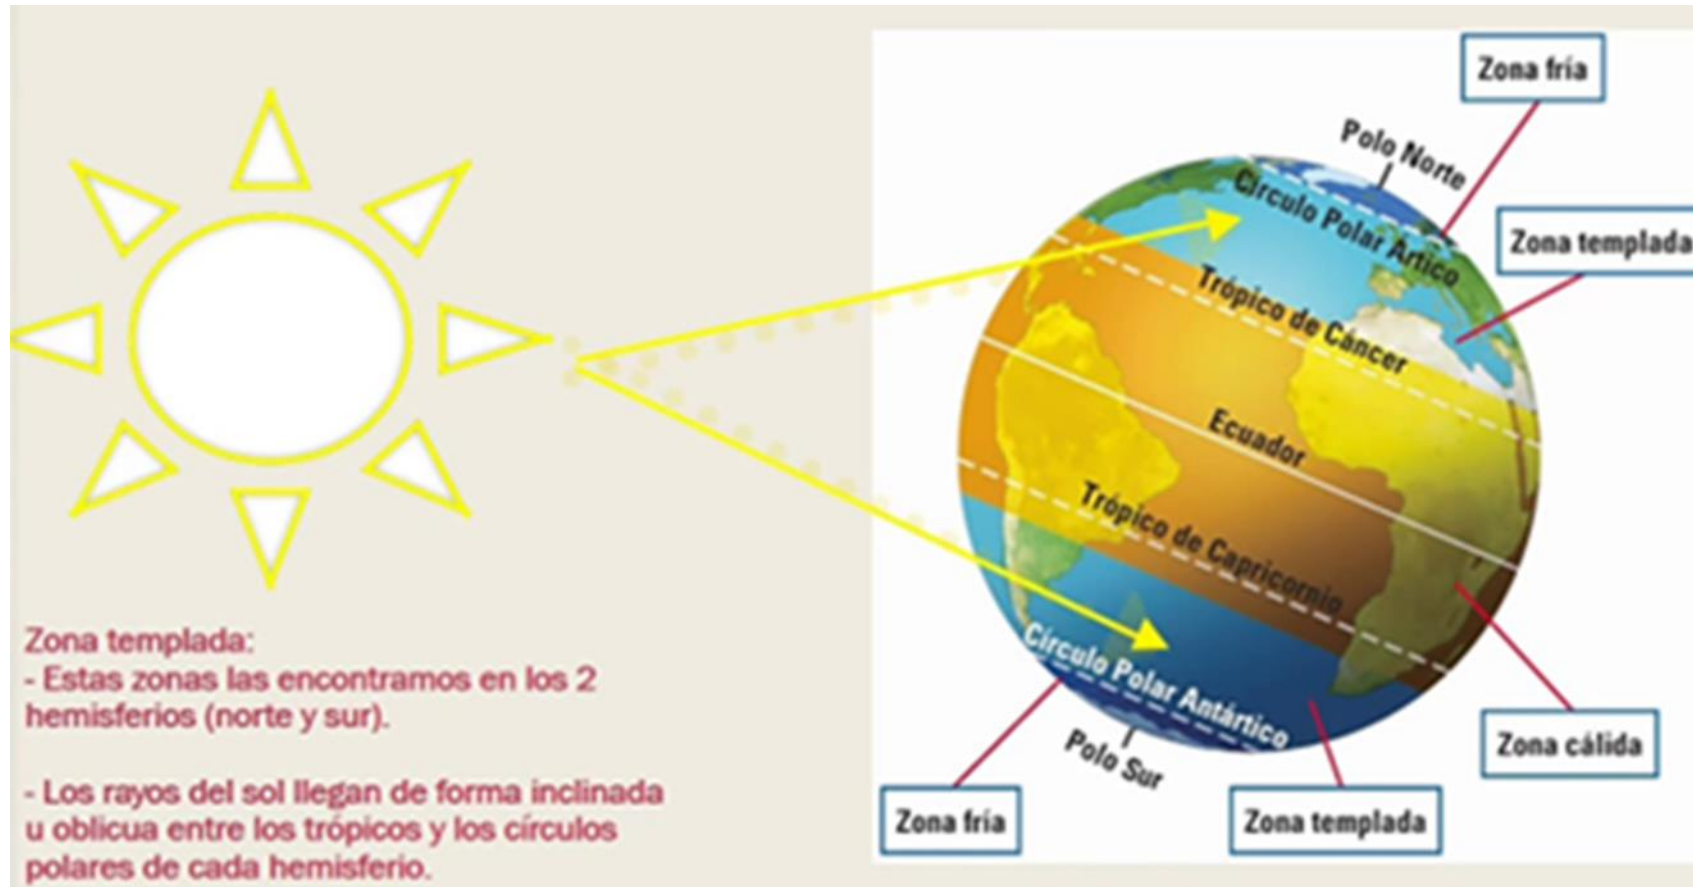 Zona fría
Polo Norte
Círculo Polar Ártico
Zona templada
Trópico de Cáncer
Ecuador
Trópico de Capricornio
Círculo Polar Antártico
Polo Sur
Zona cálida
Zona fría
Zona templada
Zona templada:
- Estas zonas las encontramos en los 2
hemisferios (norte y sur).
- Los rayos del sol llegan de forma inclinada
u oblicua entre los trópicos y los círculos
polares de cada hemisferio.